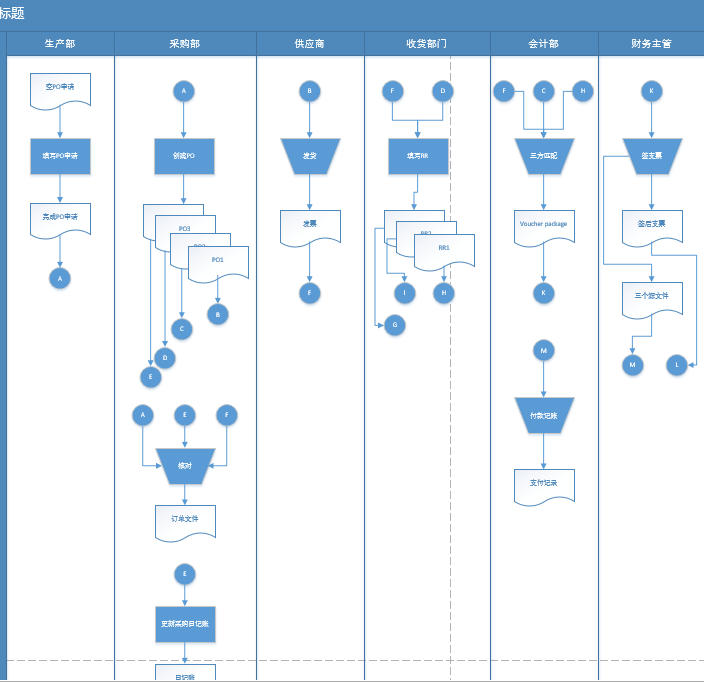 标题
生产部
采购部
供应商
收货部门
会计部
财务主管
空PO申请
填写PO申请
完成PO申请
A
A
创建PO
PO3
PO1
B
C
D
E
A
E
F
核对
订单文件
E
更新采购日记账
日记账
B
发货
发票
F
F
D
填写RR
RR1
I
H
G
F
C
H
三方匹配
Voucher package
K
M
付款记账
支付记录
K
签支票
签后支票
三个源文件
M
L